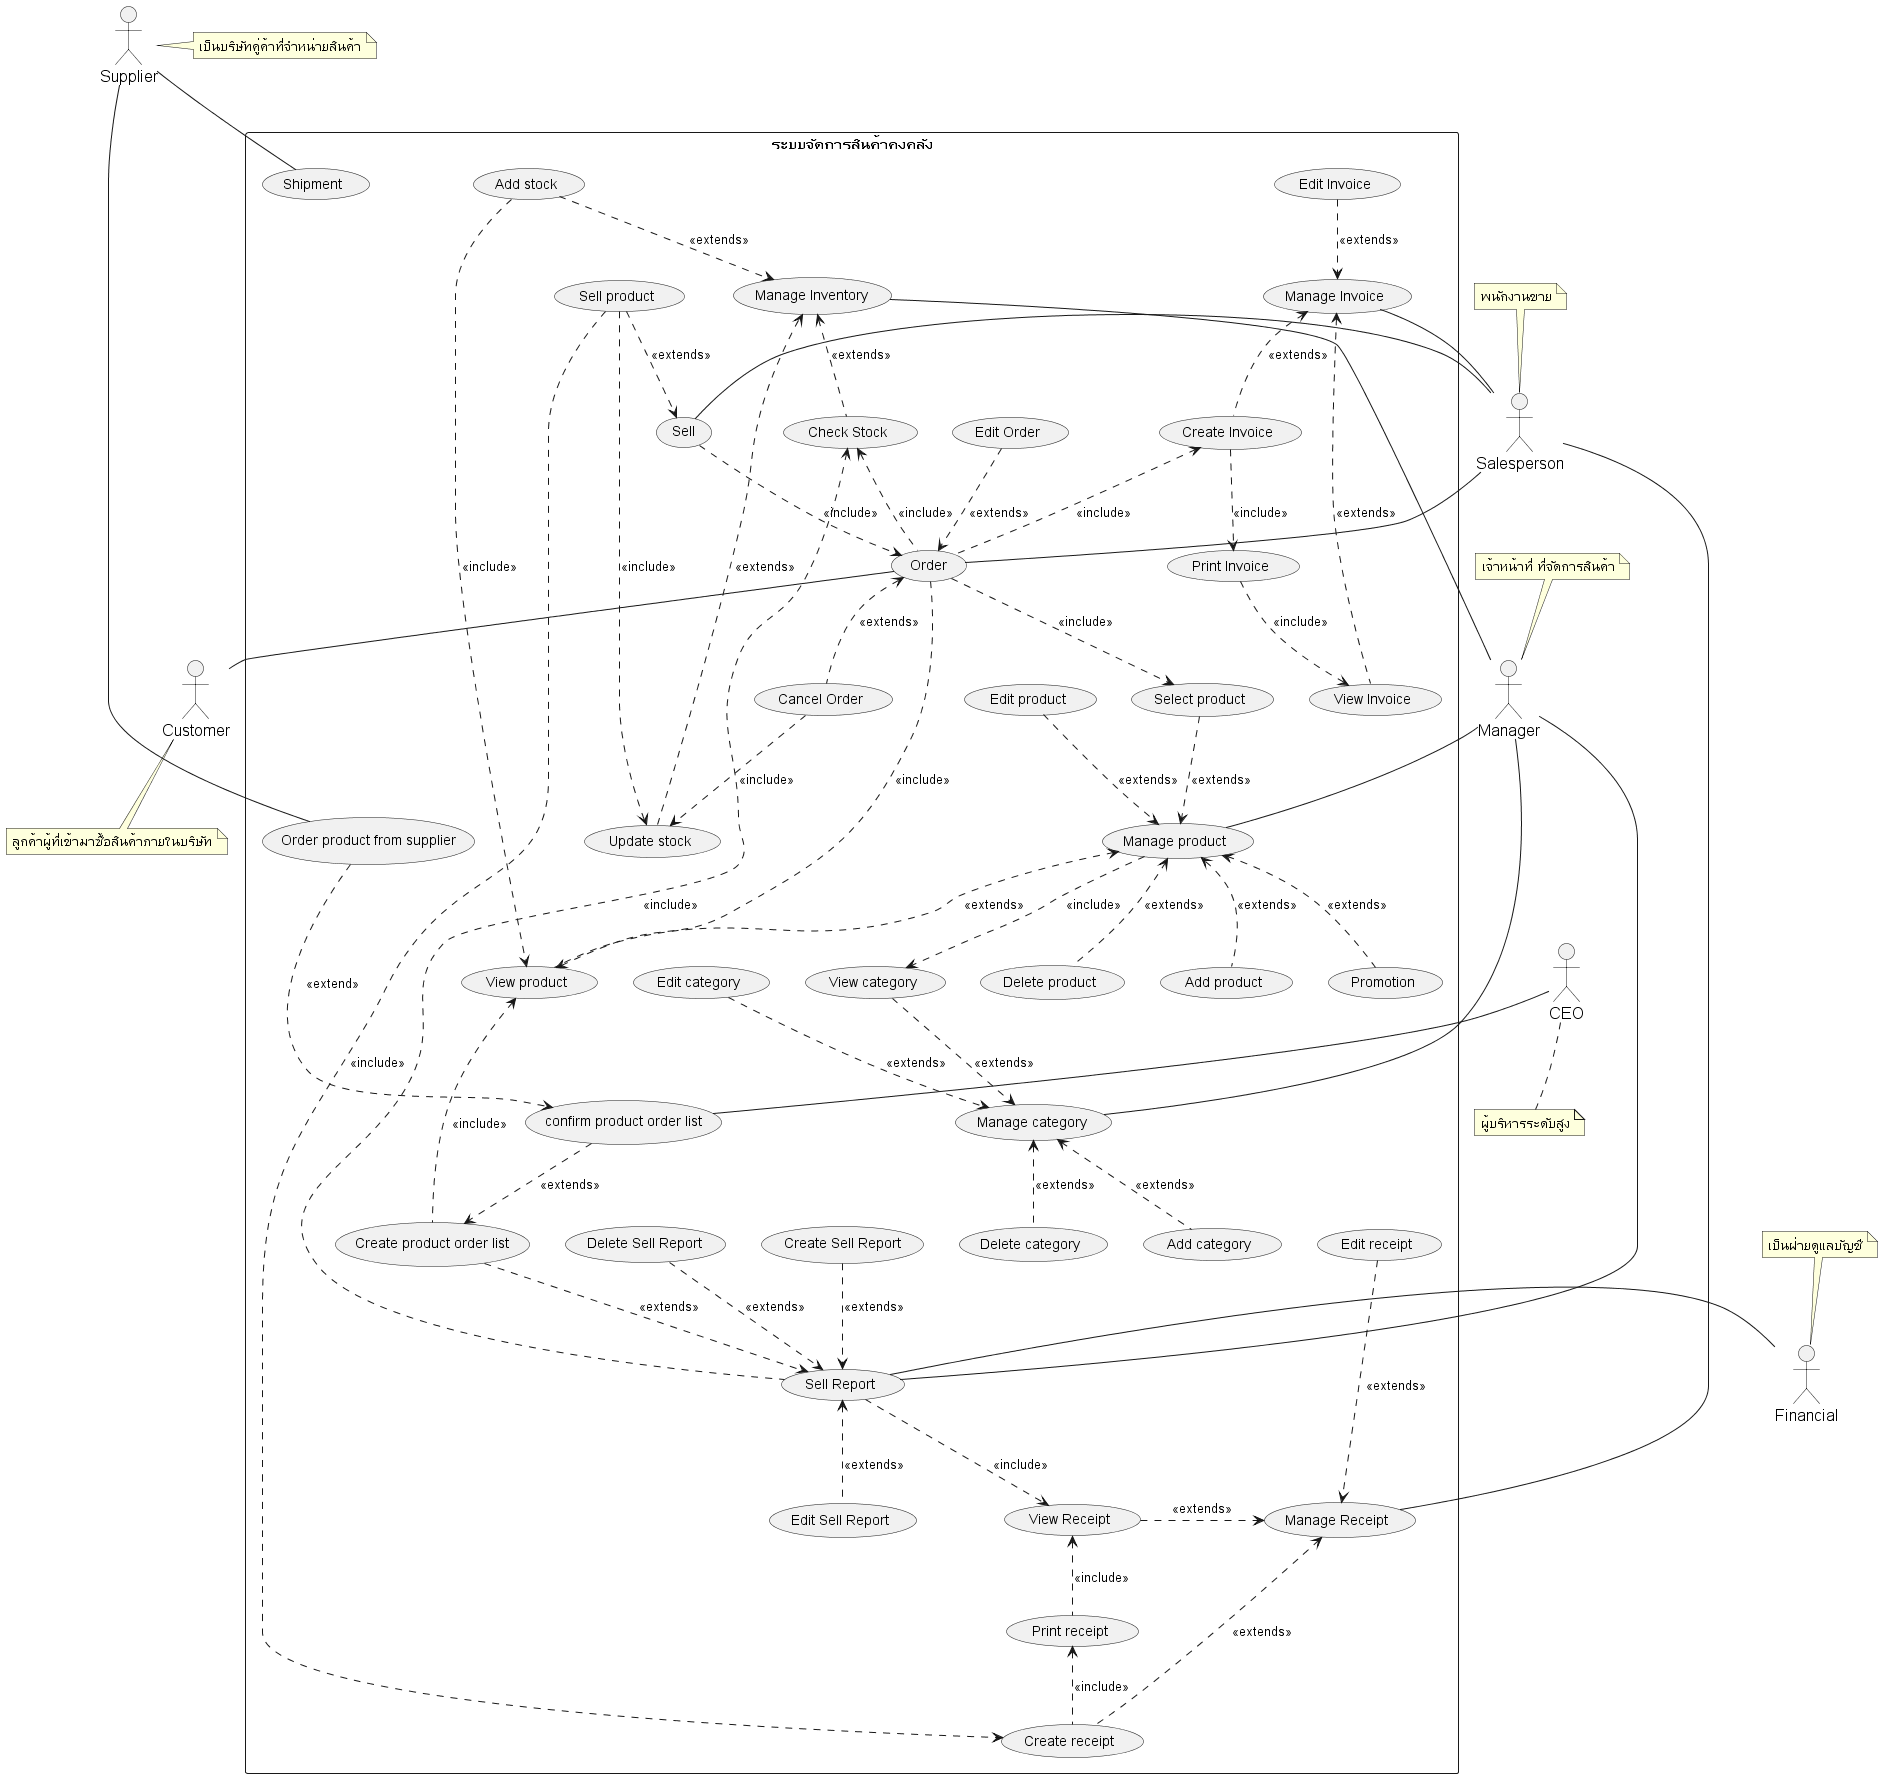 เป็นบริษัทคู่ค้าที่จำหน่ายสินค้า
Supplier
ระบบจัดการสินค้าคงคลัง
Shipment
Add stock
Edit Invoice
«extends»
«extends»
Sell product
Manage Inventory
Manage Invoice
พนักงานขาย
«extends»
«extends»
«extends»
Sell
Check Stock
Edit Order
Create Invoice
Salesperson
«include»
«include»
«extends»
«include»
«include»
«extends»
«include»
«include»
«extends»
Order
Print Invoice
เจ้าหน้าที่ ที่จัดการสินค้า
«extends»
«include»
«include»
Cancel Order
Edit product
Select product
View Invoice
Customer
Manager
«include»
«include»
«include»
«extends»
«extends»
ลูกค้าผู้ที่เข้ามาซื้อสินค้าภายในบริษัท
Order product from supplier
Update stock
Manage product
«include»
«extends»
«include»
«extends»
«extends»
«extends»
«extend»
View product
Edit category
View category
Delete product
Add product
Promotion
CEO
«include»
«extends»
«extends»
«include»
confirm product order list
Manage category
ผู้บริหารระดับสูง
«extends»
«extends»
«extends»
Create product order list
Delete Sell Report
Create Sell Report
Delete category
Add category
Edit receipt
เป็นฝ่ายดูแลบัญชี
«extends»
«extends»
«extends»
Sell Report
«extends»
Financial
«extends»
«include»
Edit Sell Report
View Receipt
«extends»
Manage Receipt
«include»
Print receipt
«extends»
«include»
Create receipt